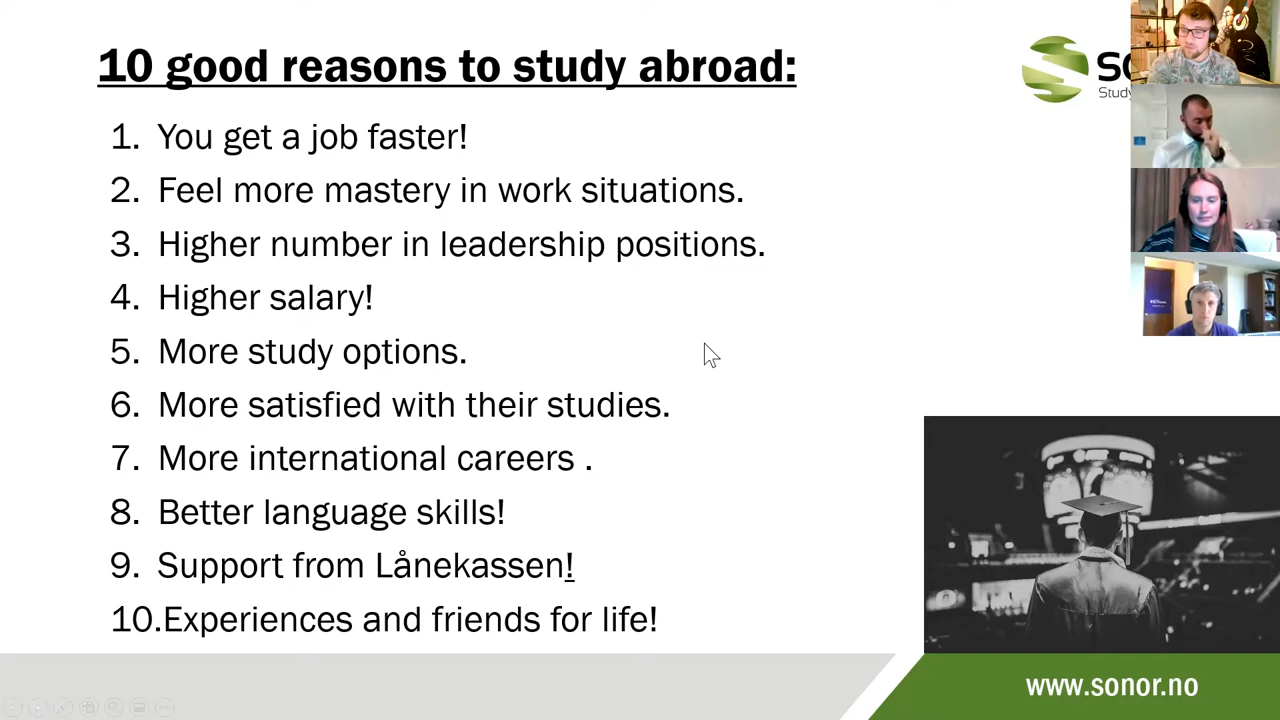 10 good reasons to study abroad:
1. You get a job faster!
2. Feel more mastery in work situations.
3. Higher number in leadership positions.
4. Higher salary!
5. More study options.
6. More satisfied with their studies.
7. More international careers .
8. Better language skills!
9. Support from Lånekassen!
10.Experiences and friends for life!
Study
www.sonor.no